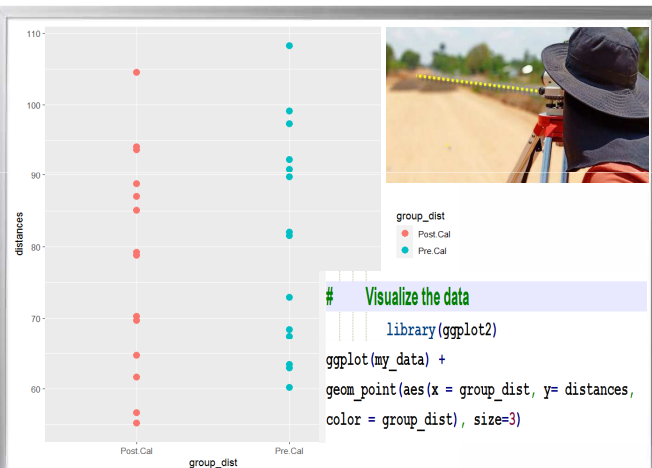 110
100
90
80
70
60
distances
Post.Cal
Pre.Cal
group_dist
group_dist
Post.Cal
Pre.Cal
# Visualize the data
library(ggplot2)
ggplot(my_data) +
geom_point(aes(x = group_dist, y= distances,
color = group_dist), size=3)